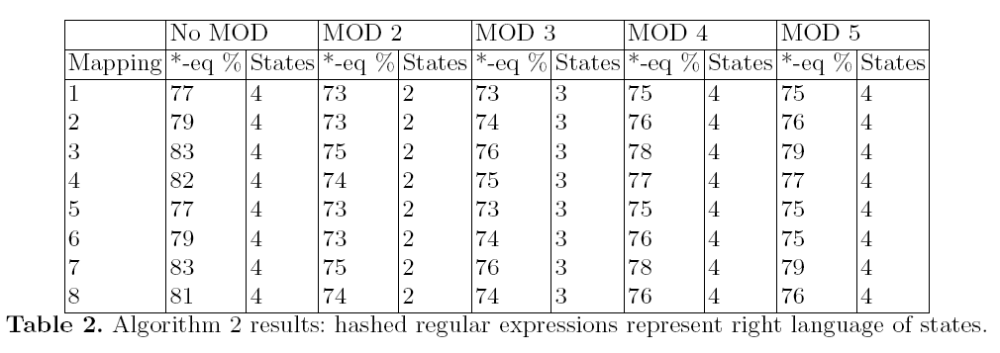 No MOD MOD 2 MOD 3 MOD 4 MOD 5
Mapping *-eq % States *-eq % States *-eq % States *-eq % States *-eq % States
1 77 4 73 2 73 3 75 4 75 4
2 79 4 73 2 74 3 76 4 76 4
3 83 4 75 2 76 3 78 4 79 4
4 82 4 74 2 75 3 77 4 77 4
5 77 4 73 2 73 3 75 4 75 4
6 79 4 73 2 74 3 76 4 75 4
7 83 4 75 2 76 3 78 4 79 4
8 81 4 74 2 74 3 76 4 76 4
Table 2. Algorithm 2 results: hashed regular expressions represent right language of states.